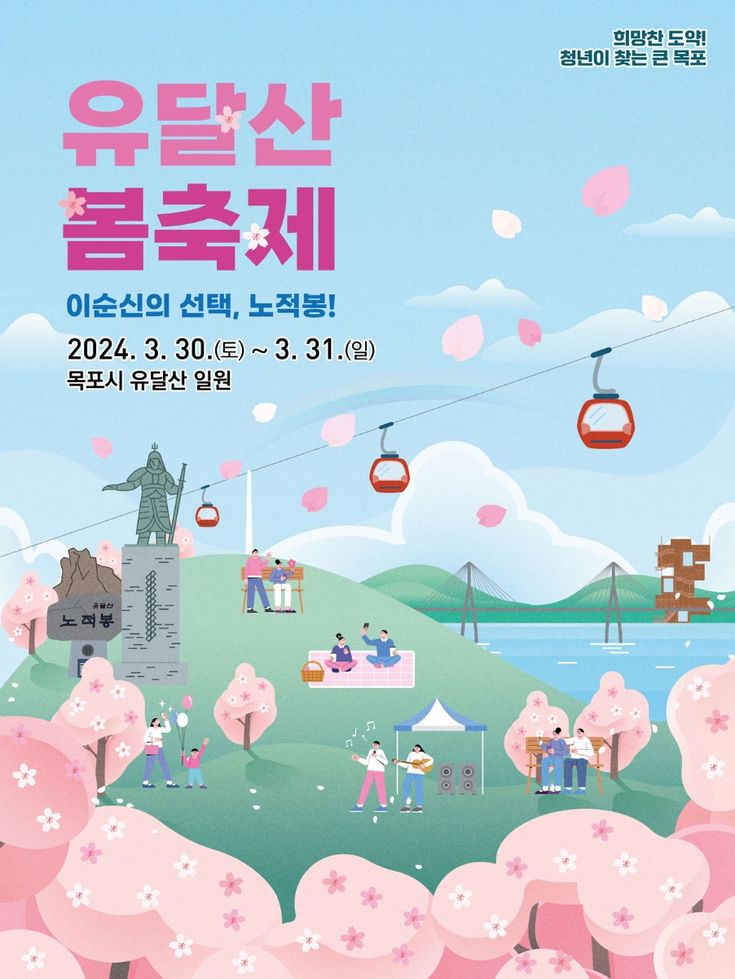 희망찬 도약!
청년이 찾는 큰 목포
유달산
봄축제
이순신의 선택, 노적봉!
2024. 3. 30.(토) ~ 3. 31.(일)
목포시 유달산 일원
유달산
노적봉